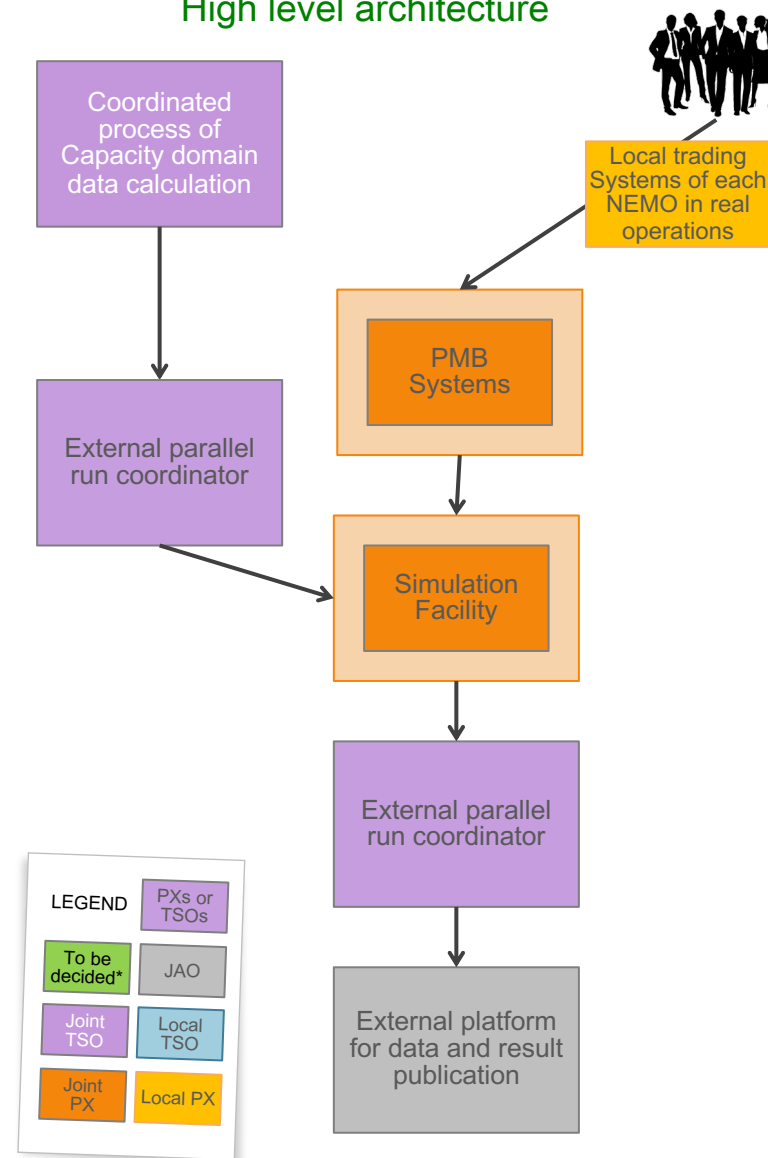 High level architecture
Coordinated
process of
Capacity domain
data calculation
Local trading
Systems of each
NEMO in real
operations
PMB
Systems
External parallel
run coordinator
Simulation
Facility
External parallel
run coordinator
External platform
for data and result
publication
LEGEND
PXs or
TSOs
To be
decided*
JAO
Joint
TSO
Local
TSO
Joint
PX
Local PX